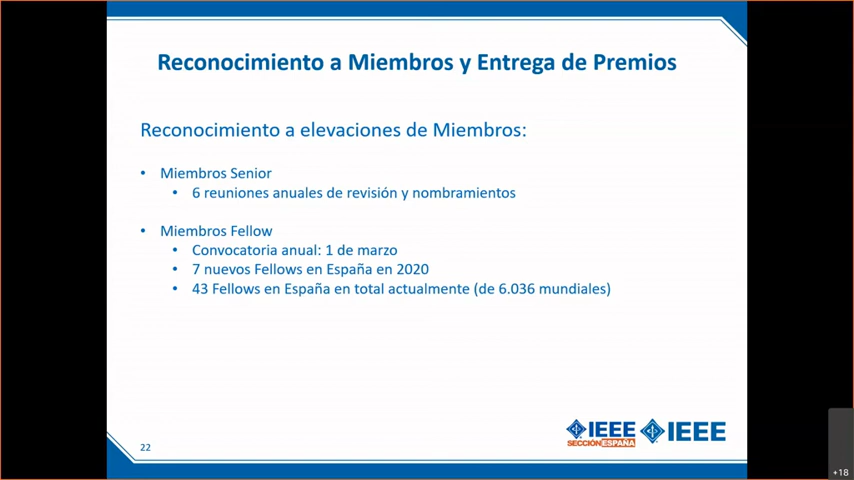 Reconocimiento a Miembros y Entrega de Premios
Reconocimiento a elevaciones de Miembros:
• Miembros Senior
• 6 reuniones anuales de revisión y nombramientos
• Miembros Fellow
• Convocatoria anual: 1 de marzo
• 7 nuevos Fellows en España en 2020
• 43 Fellows en España en total actualmente (de 6.036 mundiales)
22
IEEE
SECCIÓN ESPAÑA
IEEE
+18